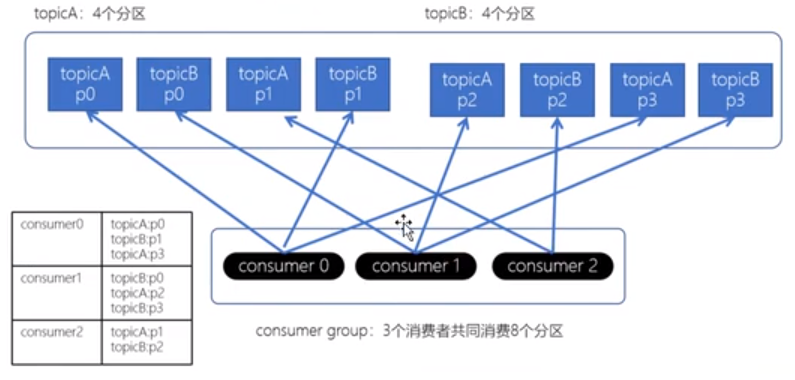 topicA：4个分区
topicB：4个分区
topicA
p0
topicB
p0
topicA
p1
topicB
p1
topicA
p2
topicB
p2
topicA
p3
topicB
p3
consumer0
topicA:p0
topicB:p1
topicA:p3
consumer1
topicB:p0
topicA:p2
topicB:p3
consumer2
topicA:p1
topicB:p2
consumer 0
consumer 1
consumer 2
consumer group：3个消费者共同消费8个分区